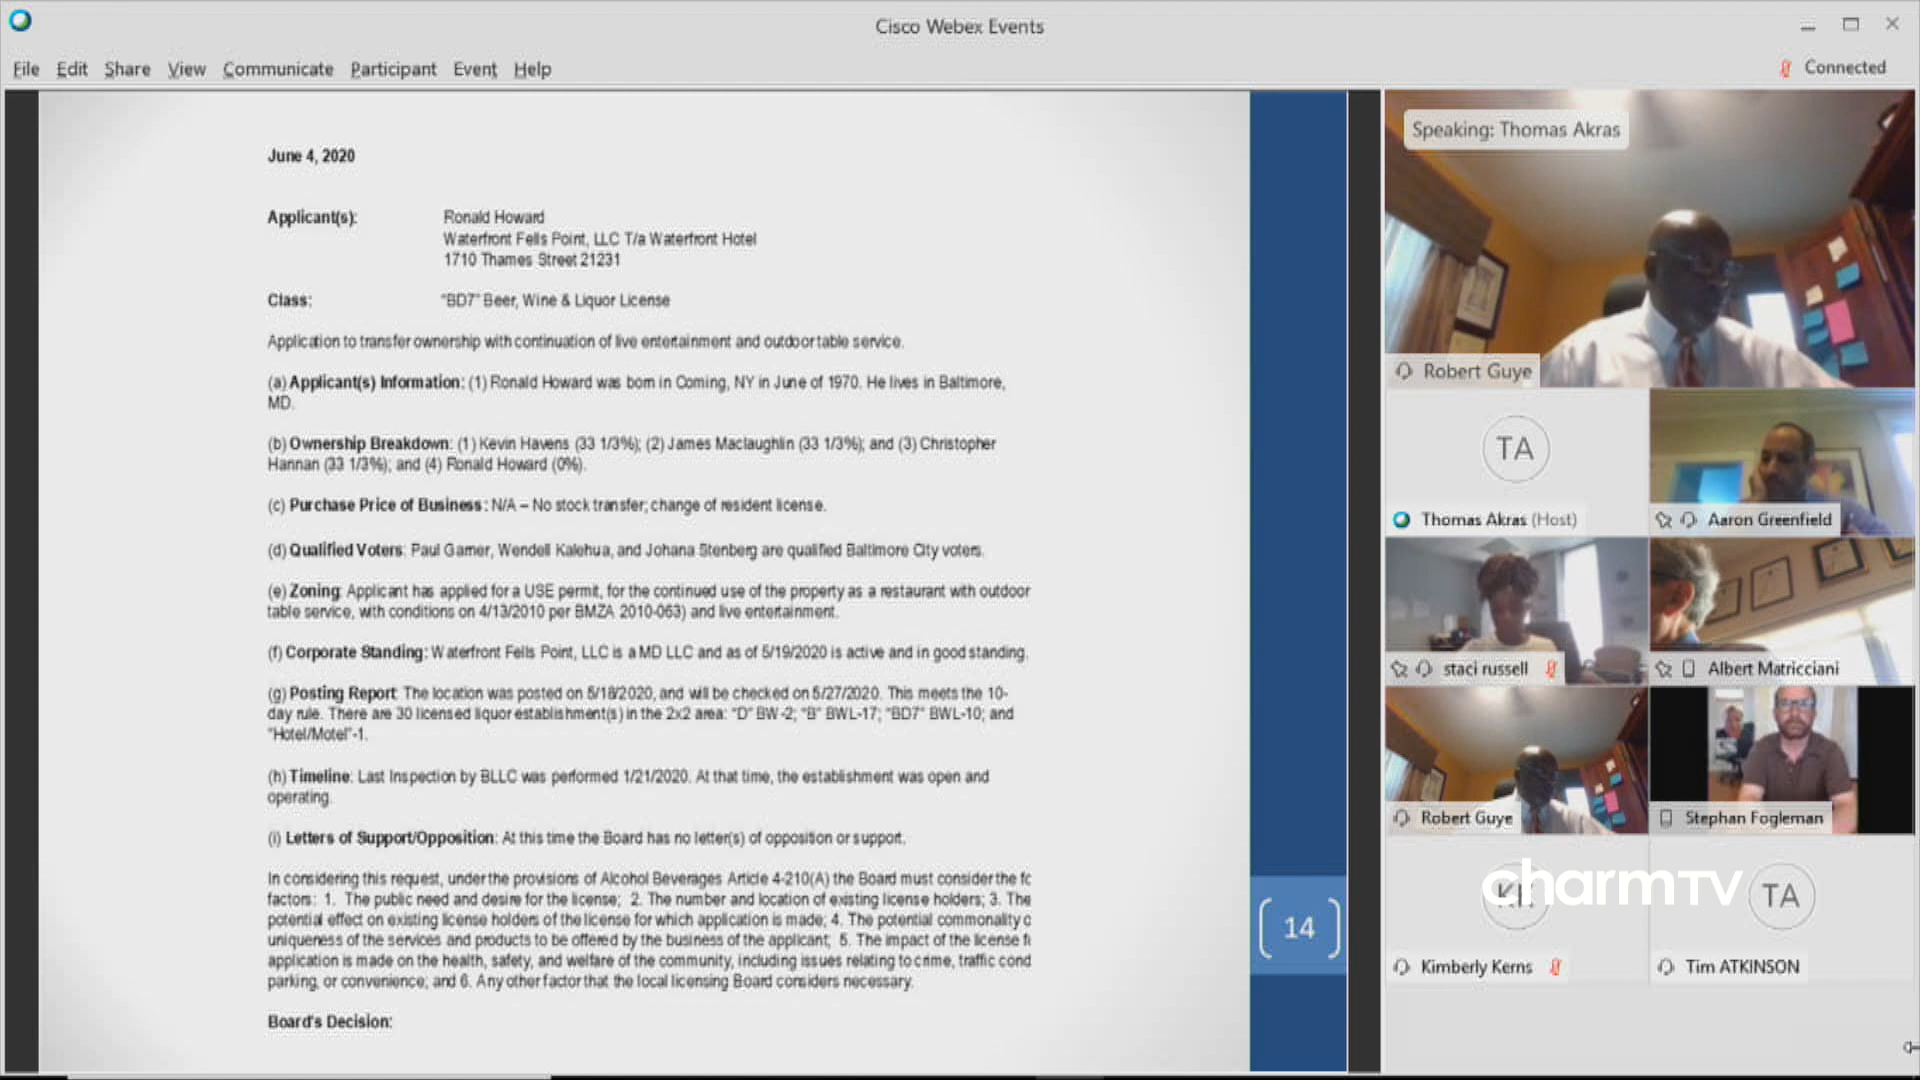 Cisco Webex Events
File Edit Share View Communicate Participant Event Help
Connected
June 4, 2020
Applicant(s): Ronald Howard
Waterfront Fells Point, LLC T/a Waterfront Hotel
1710 Thames Street 21231
Class: "BD7" Beer, Wine & Liquor License
Application to transfer ownership with continuation of live entertainment and outdoor table service.
(a) Applicant(s) Information: (1) Ronald Howard was born in Corning, NY in June of 1970. He lives in Baltimore,
MD.
(b) Ownership Breakdown: (1) Kevin Havens (33 1/3%); (2) James Maclaughlin (33 1/3%); and (3) Christopher
Hannan (33 1/3%); and (4) Ronald Howard (0%).
(c) Purchase Price of Business: N/A – No stock transfer; change of resident license.
(d) Qualified Voters: Paul Garner, Wendell Kalehua, and Johana Stenberg are qualified Baltimore City voters.
(e) Zoning: Applicant has applied for a USE permit, for the continued use of the property as a restaurant with outdoor
table service, with conditions on 4/13/2010 per BMZA 2010-063) and live entertainment.
(f) Corporate Standing: Waterfront Fells Point, LLC is a MD LLC and as of 5/19/2020 is active and in good standing.
(g) Posting Report: The location was posted on 5/18/2020, and will be checked on 5/27/2020. This meets the 10-
day rule. There are 30 licensed liquor establishment(s) in the 2x2 area: "D" BW-2; "B" BWL-17; "BD7" BWL-10; and
"Hotel/Motel"-1.
(h) Timeline: Last Inspection by BLLC was performed 1/21/2020. At that time, the establishment was open and
operating.
(i) Letters of Support/Opposition: At this time the Board has no letter(s) of opposition or support.
In considering this request, under the provisions of Alcohol Beverages Article 4-210(A) the Board must consider the fo
factors: 1. The public need and desire for the license; 2. The number and location of existing license holders; 3. The
potential effect on existing license holders of the license for which application is made; 4. The potential commonality o
uniqueness of the services and products to be offered by the business of the applicant; 5. The impact of the license f
application is made on the health, safety, and welfare of the community, including issues relating to crime, traffic cond
parking, or convenience; and 6. Any other factor that the local licensing Board considers necessary.
Board's Decision:
14
Speaking: Thomas Akras
Robert Guye
TA
Thomas Akras (Host)
Aaron Greenfield
staci russell
Albert Matricciani
Robert Guye
Stephan Fogleman
KK
charmTV
TA
Kimberly Kerns
Tim ATKINSON